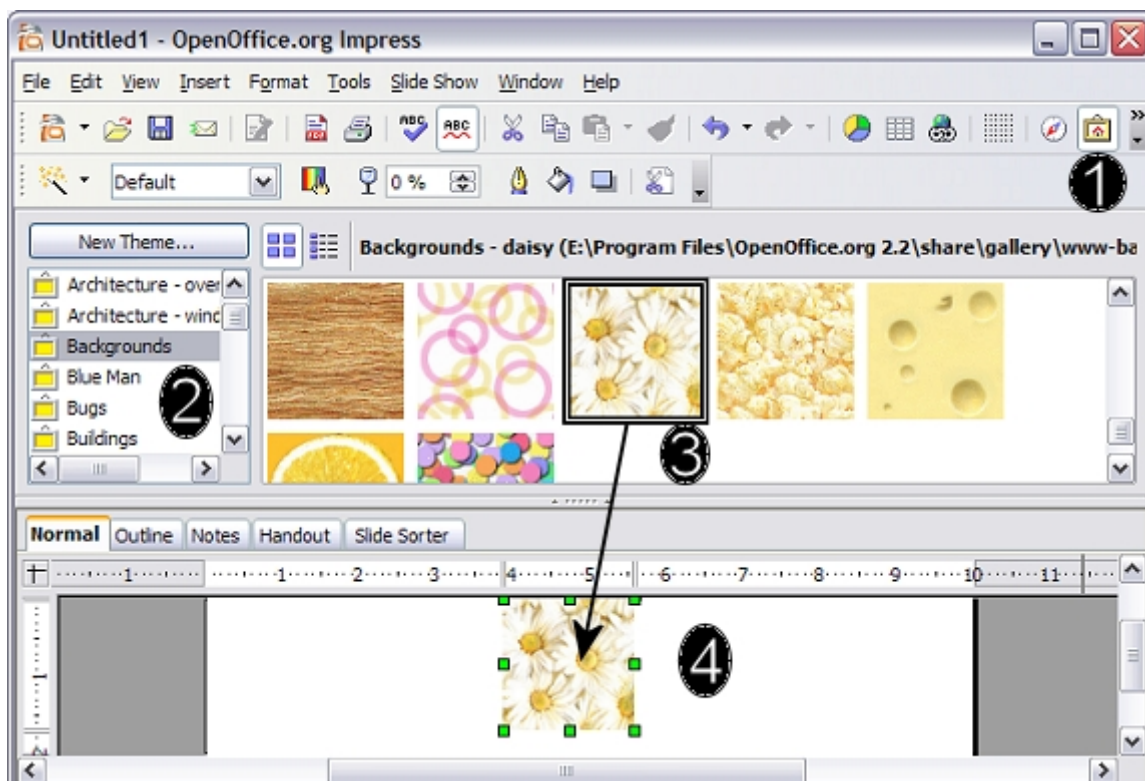 Untitled1 - OpenOffice.org Impress
File Edit View Insert Format Tools Slide Show Window Help
ABC ABC
1
Default 0 %
New Theme... Backgrounds - daisy (E:\Program Files\OpenOffice.org 2.2\share\gallery\www-ba
Architecture - over
Architecture - wind
Backgrounds
Blue Man
Bugs
Buildings
2
3
Normal Outline Notes Handout Slide Sorter
1 1 2 3 4 5 6 7 8 9 10 11
1
4